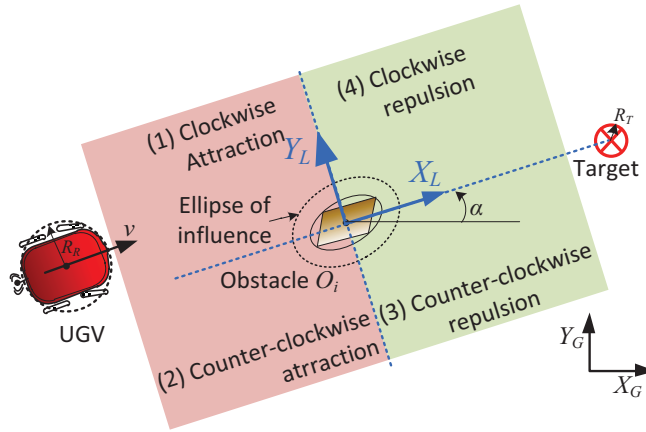 (4) Clockwise
repulsion
(1) Clockwise
Attraction
Y_L
X_L
R_T
Target
α
Ellipse of
influence
v
R_R
UGV
Obstacle O_i
(3) Counter-clockwise
repulsion
(2) Counter-clockwise
atrraction
Y_G
X_G